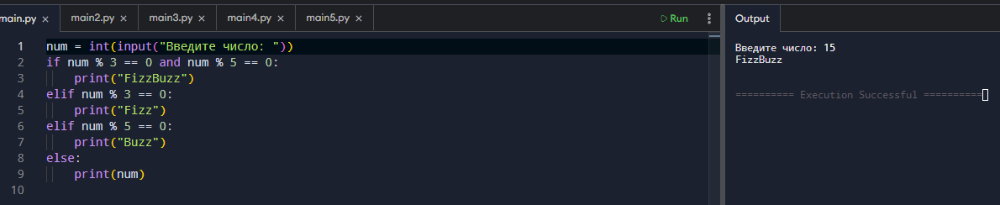 main.py × main2.py × main3.py × main4.py × main5.py × Run Output
1 num = int(input("Введите число: "))
2 if num % 3 == 0 and num % 5 == 0:
3     print("FizzBuzz")
4 elif num % 3 == 0:
5     print("Fizz")
6 elif num % 5 == 0:
7     print("Buzz")
8 else:
9     print(num)
10
Введите число: 15
FizzBuzz
========== Execution Successful ==========